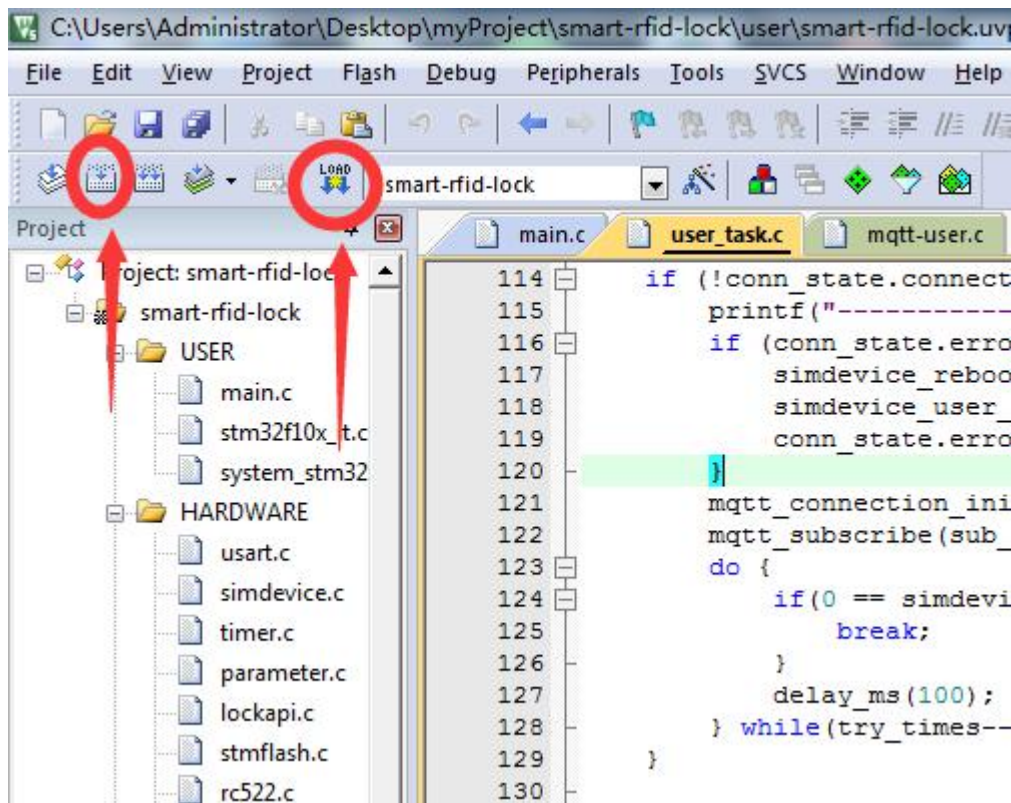 C:\Users\Administrator\Desktop\myProject\smart-rfid-lock\user\smart-rfid-lock.uvp
File Edit View Project Flash Debug Peripherals Tools SVCS Window Help
LOAD smart-rfid-lock
Project
main.c user_task.c mqtt-user.c
Project: smart-rfid-loc
smart-rfid-lock
USER
main.c
stm32f10x_it.c
system_stm32
HARDWARE
usart.c
simdevice.c
timer.c
parameter.c
lockapi.c
stmflash.c
rc522.c
114 if (!conn_state.connect
115 printf("------------
116 if (conn_state.erro
117 simdevice_reboo
118 simdevice_user_
119 conn_state.erro
120 }
121 mqtt_connection_ini
122 mqtt_subscribe(sub_
123 do {
124 if(0 == simdevi
125 break;
126 }
127 delay_ms(100);
128 } while(try_times--
129 }
130